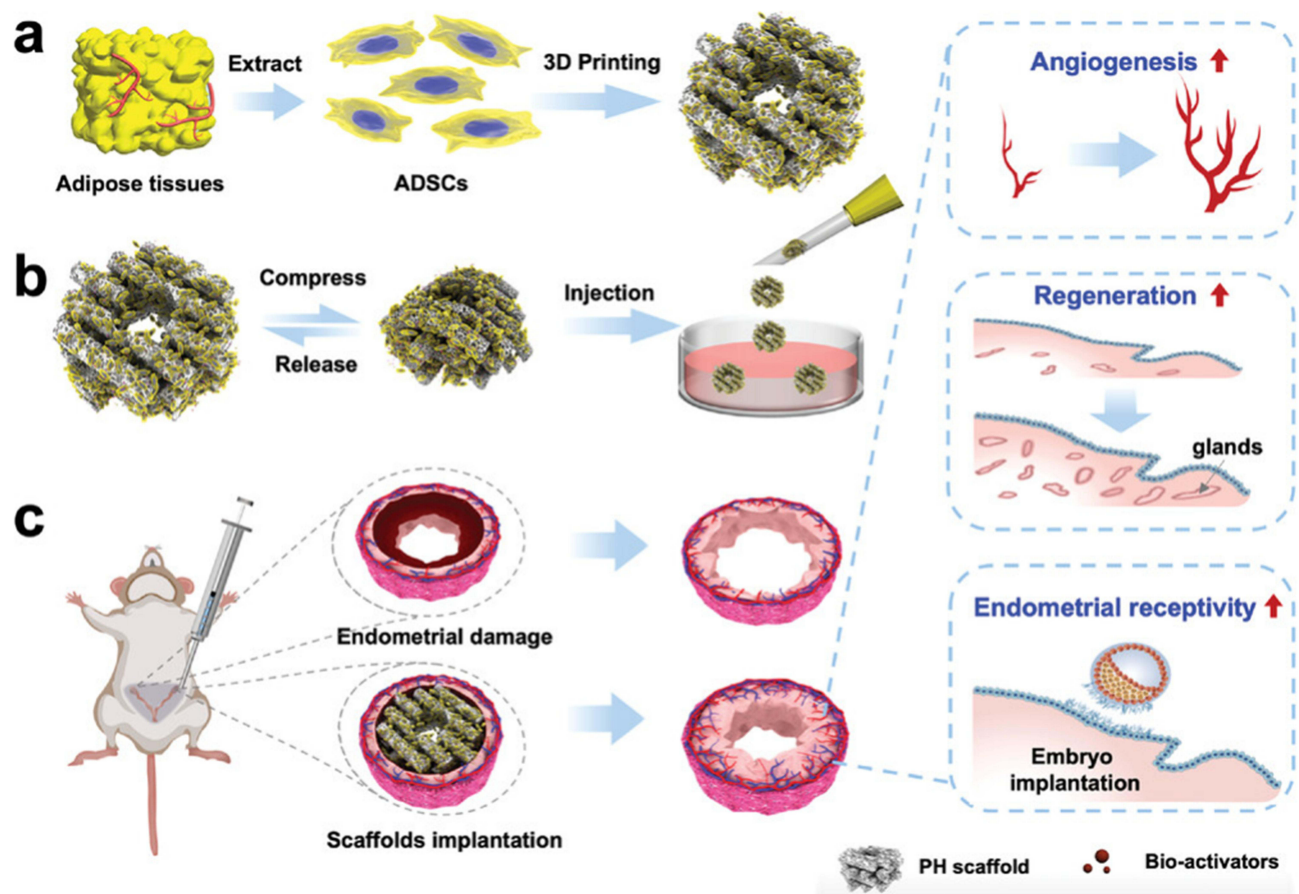 a
Extract
3D Printing
Adipose tissues
ADSCs
b
Compress
Release
Injection
c
Endometrial damage
Scaffolds implantation
Angiogenesis
Regeneration
glands
Endometrial receptivity
Embryo
implantation
PH scaffold
Bio-activators